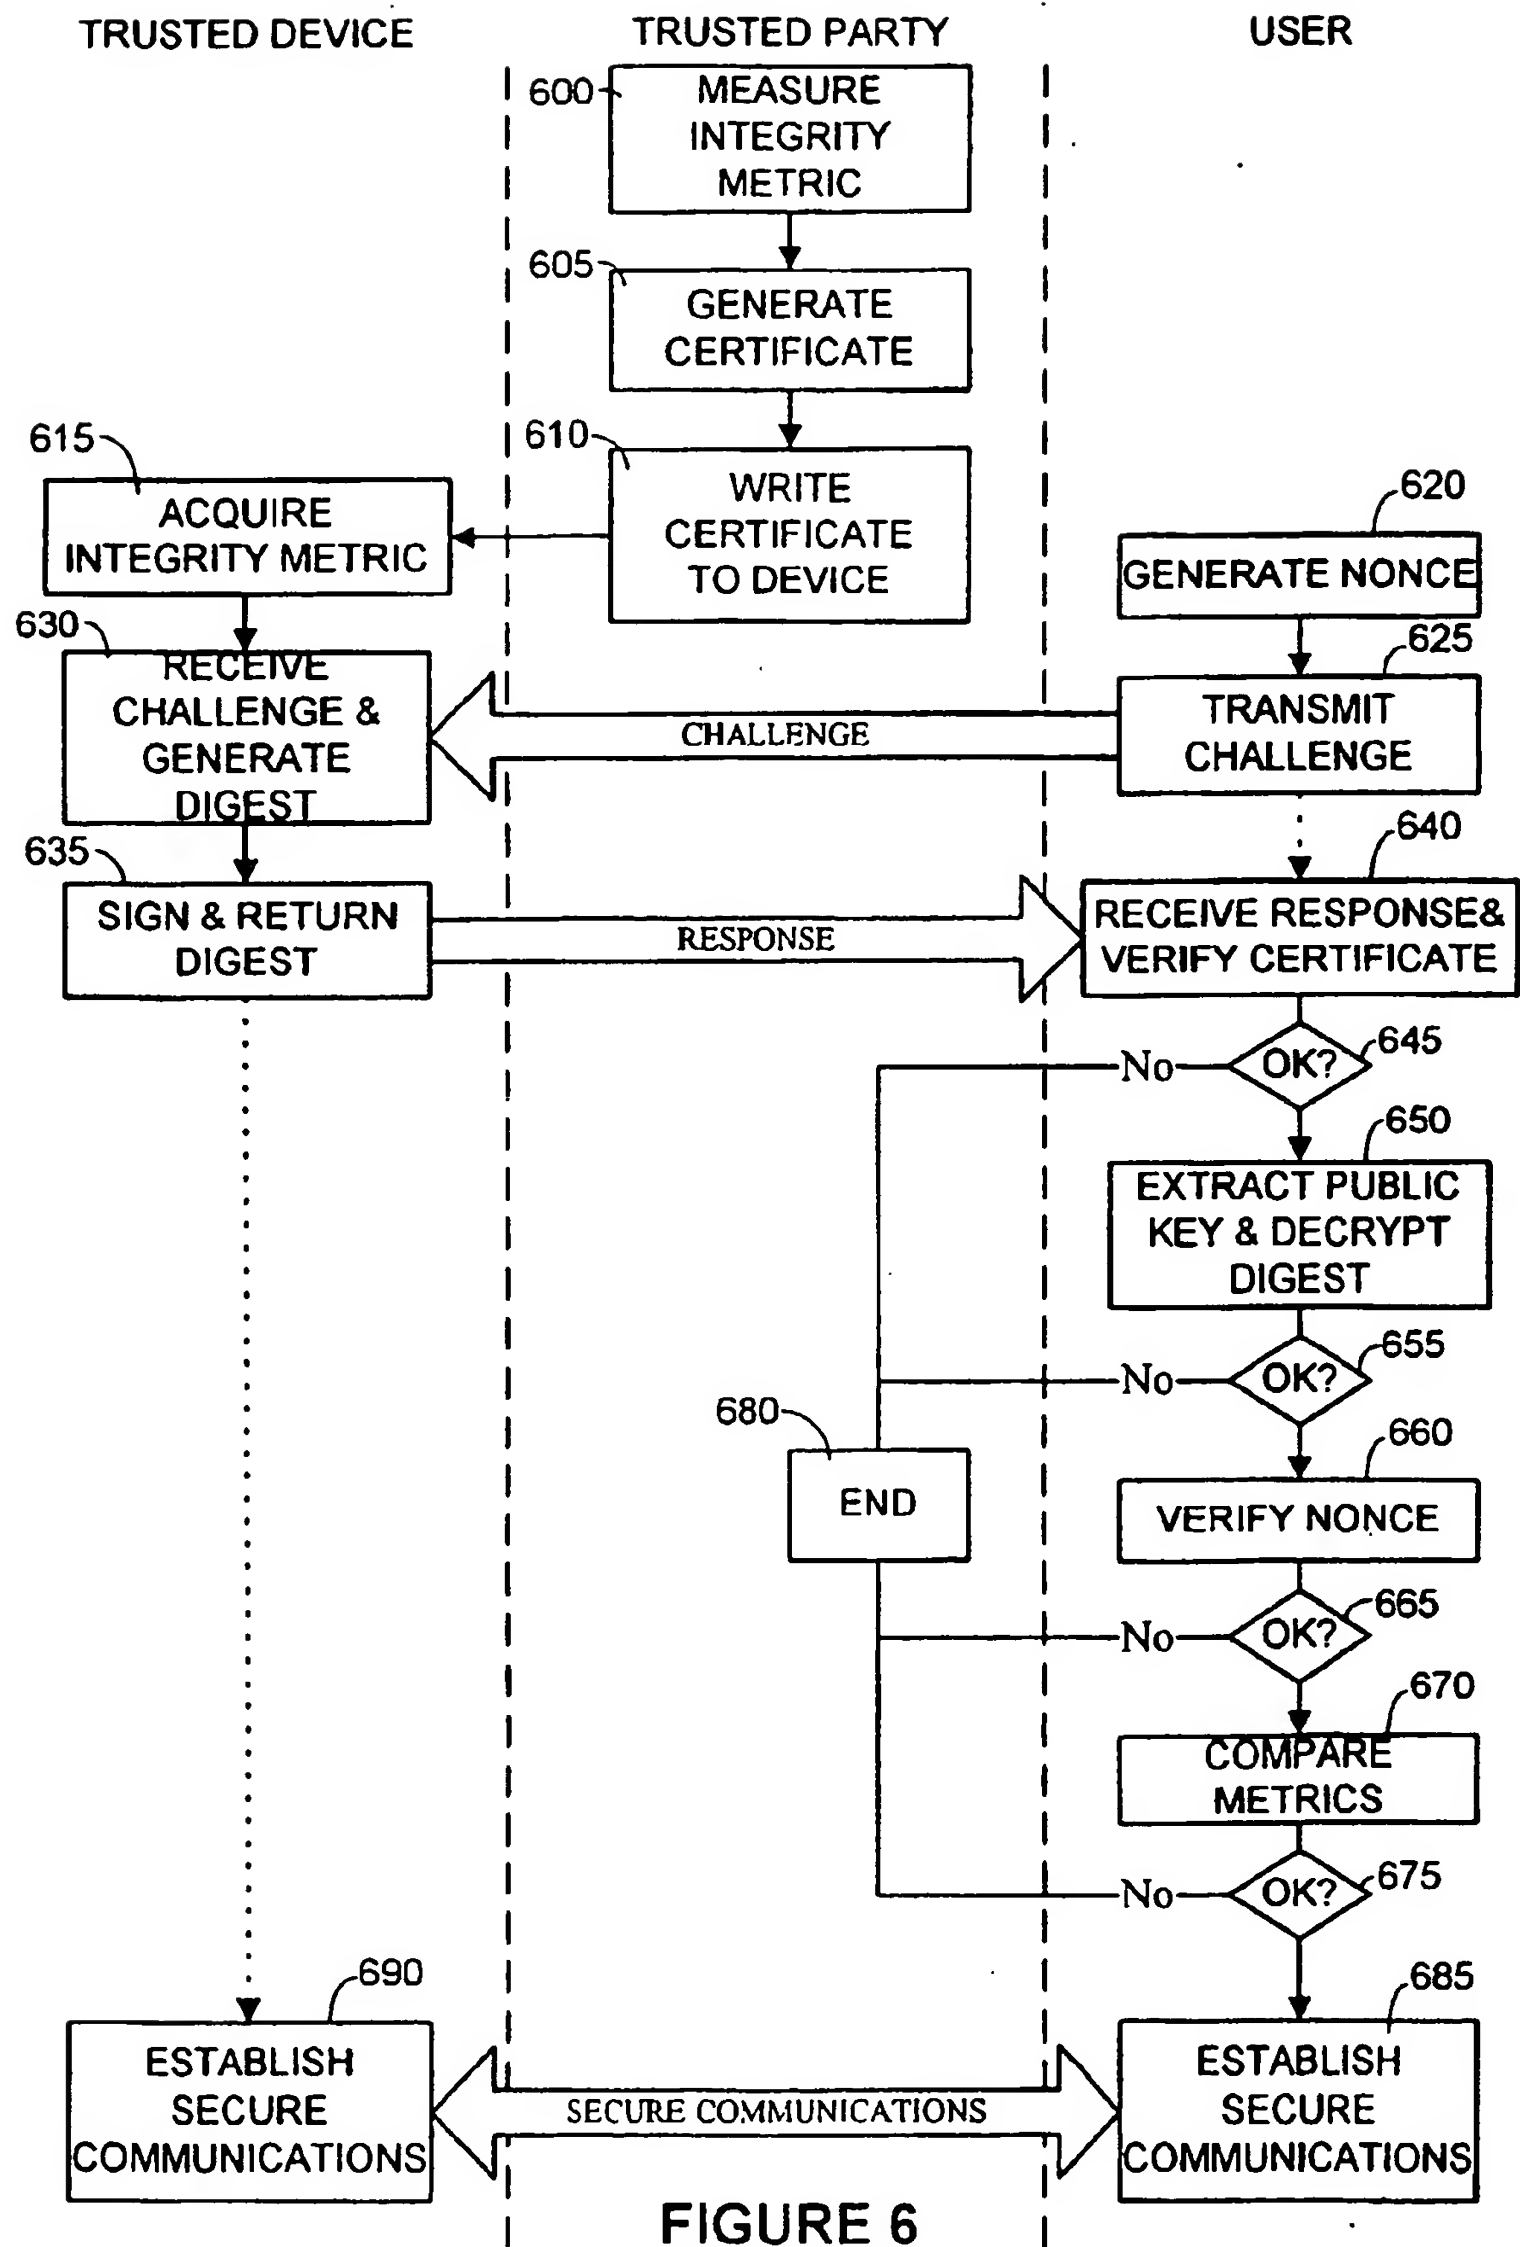 TRUSTED DEVICE
TRUSTED PARTY
USER
600
MEASURE
INTEGRITY
METRIC
605
GENERATE
CERTIFICATE
610
WRITE
CERTIFICATE
TO DEVICE
615
ACQUIRE
INTEGRITY METRIC
620
GENERATE NONCE
625
TRANSMIT
CHALLENGE
CHALLENGE
630
RECEIVE
CHALLENGE &
GENERATE
DIGEST
635
SIGN & RETURN
DIGEST
RESPONSE
640
RECEIVE RESPONSE&
VERIFY CERTIFICATE
645
OK?
No
650
EXTRACT PUBLIC
KEY & DECRYPT
DIGEST
655
OK?
No
680
END
660
VERIFY NONCE
665
OK?
No
670
COMPARE
METRICS
675
OK?
No
690
ESTABLISH
SECURE
COMMUNICATIONS
SECURE COMMUNICATIONS
685
ESTABLISH
SECURE
COMMUNICATIONS
FIGURE 6